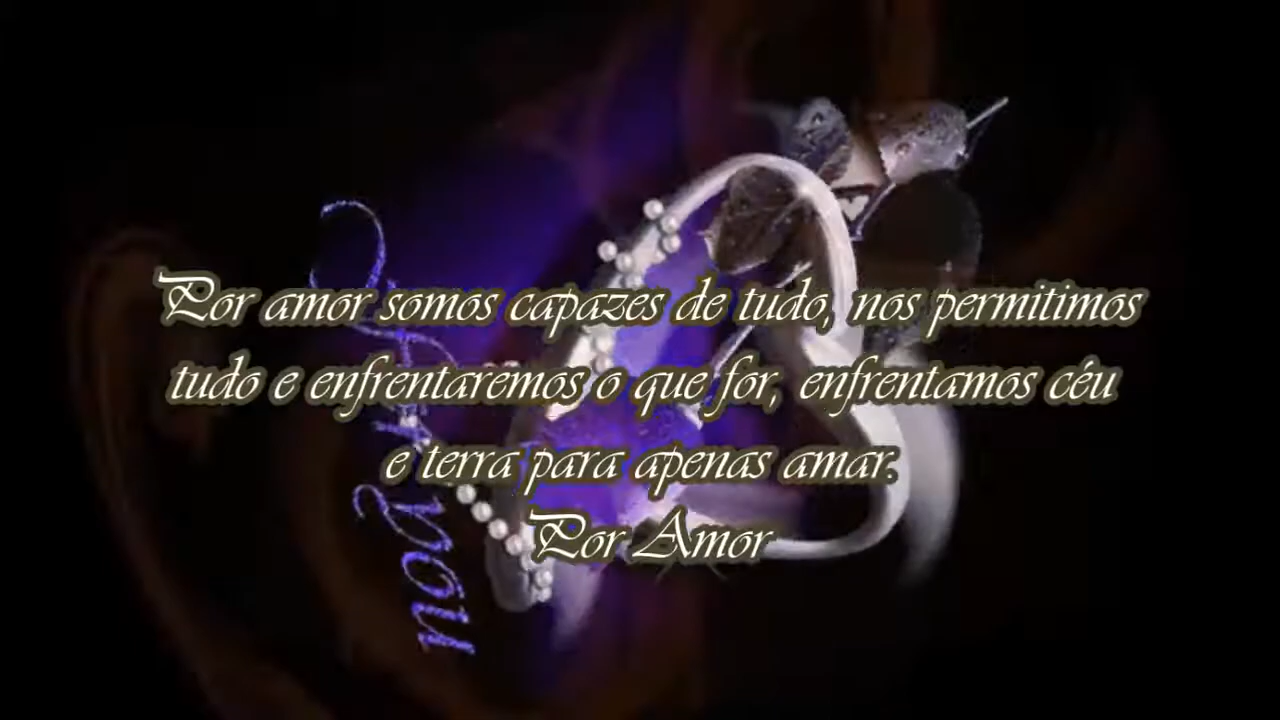 Por amor somos capazes de tudo, nos permitimos
tudo e enfrentaremos o que for, enfrentamos céu
e terra para apenas amar.
Por Amor